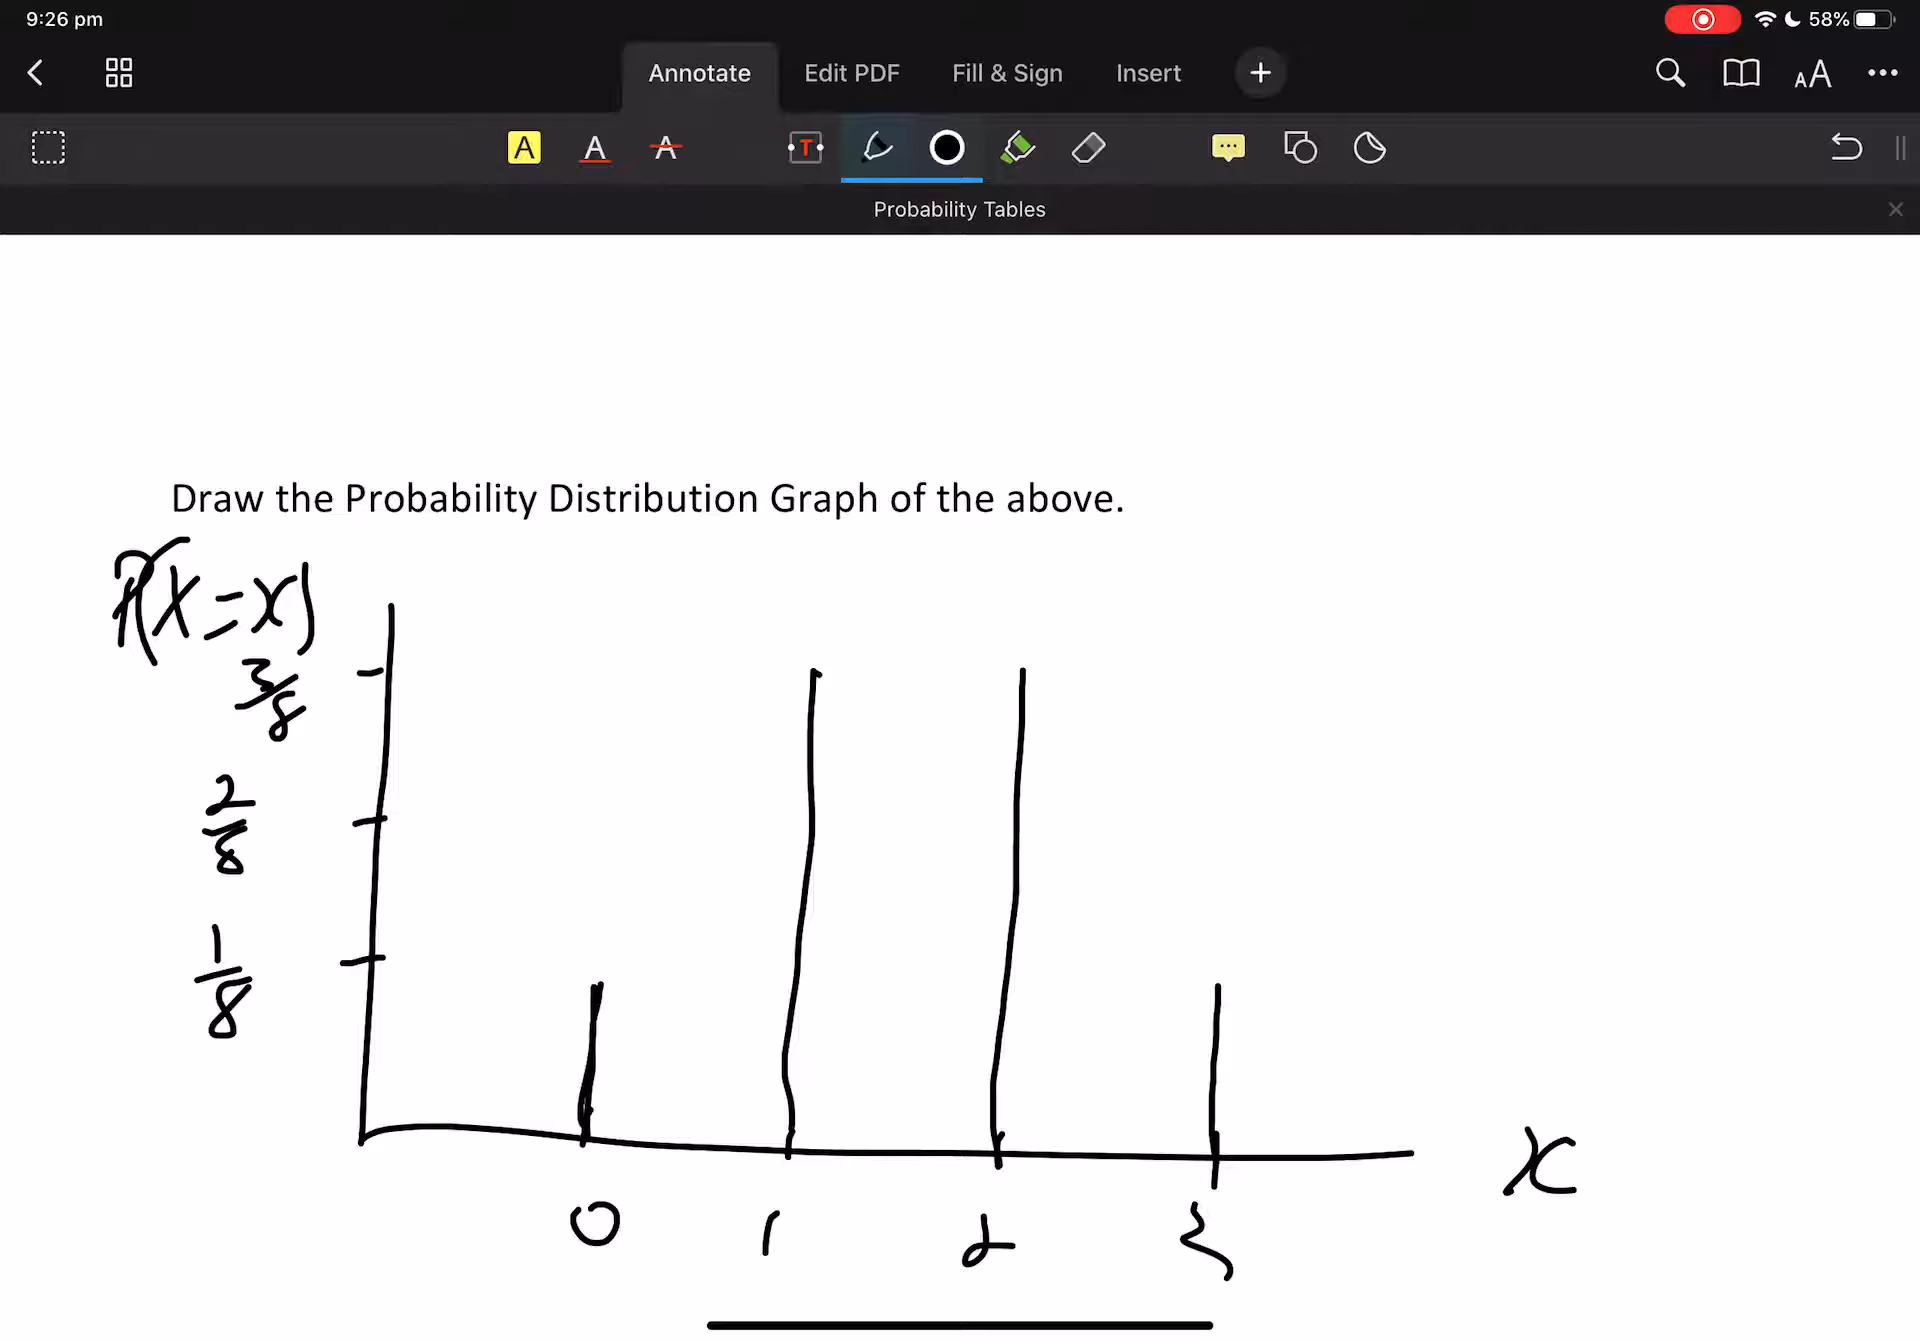 9:26 pm
58%
Annotate Edit PDF Fill & Sign Insert +
AA
A A A T
Probability Tables
Draw the Probability Distribution Graph of the above.
P(X=x)
3/8
2/8
1/8
x
0 1 2 3